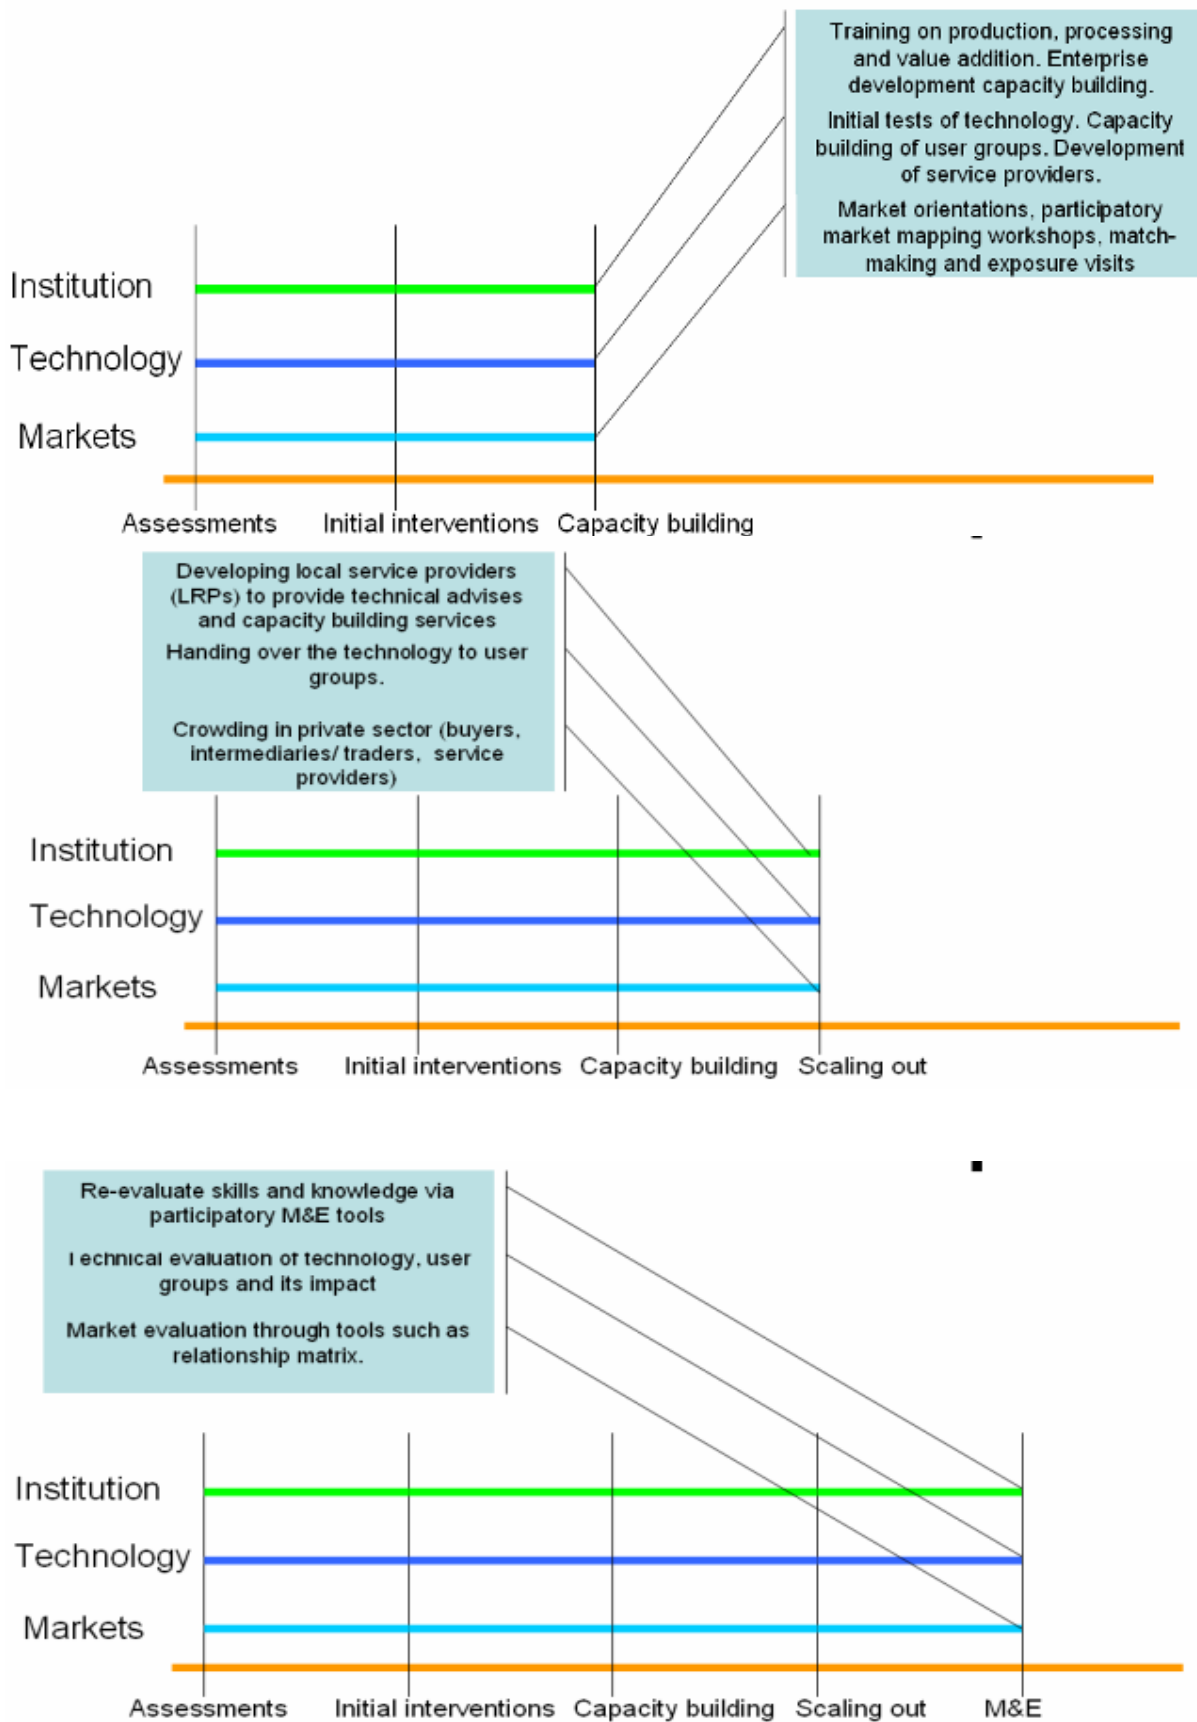 Training on production, processing
and value addition. Enterprise
development capacity building.
Initial tests of technology. Capacity
building of user groups. Development
of service providers.
Market orientations, participatory
market mapping workshops, match-
making and exposure visits
Institution
Technology
Markets
Assessments Initial interventions Capacity building
Developing local service providers
(LRPs) to provide technical advises
and capacity building services
Handing over the technology to user
groups.
Crowding in private sector (buyers,
intermediaries/ traders, service
providers)
Institution
Technology
Markets
Assessments Initial interventions Capacity building Scaling out
Re-evaluate skills and knowledge via
participatory M&E tools
Technical evaluation of technology, user
groups and its impact
Market evaluation through tools such as
relationship matrix.
Institution
Technology
Markets
Assessments Initial interventions Capacity building Scaling out M&E